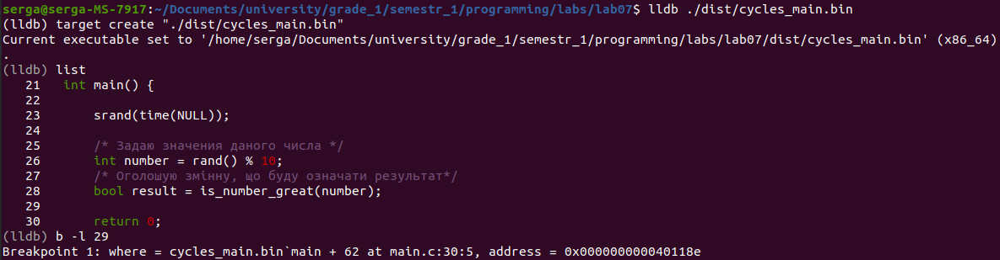 serga@serga-MS-7917:~/Documents/university/grade_1/semestr_1/programming/labs/lab07$ lldb ./dist/cycles_main.bin
(lldb) target create "./dist/cycles_main.bin"
Current executable set to '/home/serga/Documents/university/grade_1/semestr_1/programming/labs/lab07/dist/cycles_main.bin' (x86_64)
.
(lldb) list
   21  	int main() {
   22
   23  	    srand(time(NULL));
   24
   25  	    /* Задаю значения даного числа */
   26  	    int number = rand() % 10;
   27  	    /* Оголошую змінну, що буду означати результат*/
   28  	    bool result = is_number_great(number);
   29
   30  	    return 0;
(lldb) b -l 29
Breakpoint 1: where = cycles_main.bin`main + 62 at main.c:30:5, address = 0x000000000040118e